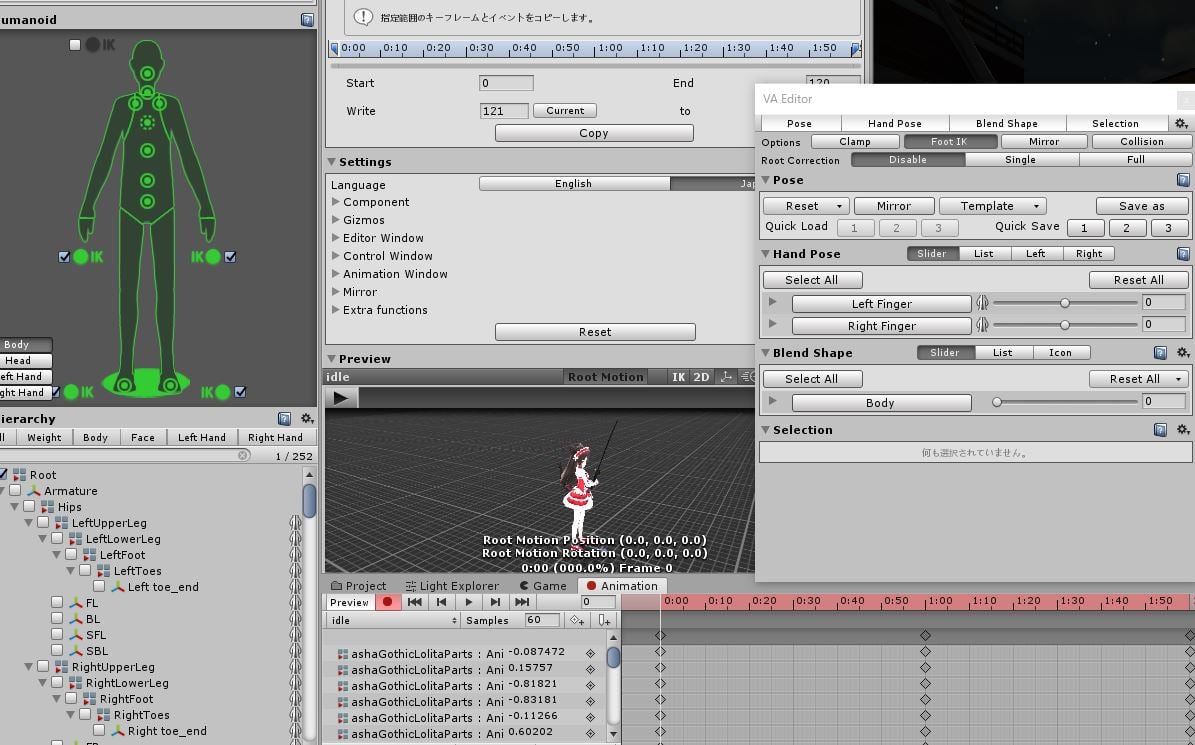 umanoid
IK
IK
IK
Body
Head
eft Hand
ght Hand
IK
IK
ierarchy
ll Weight Body Face Left Hand Right Hand
1 / 252
Root
Armature
Hips
LeftUpperLeg
LeftLowerLeg
LeftFoot
LeftToes
Left toe_end
FL
BL
SFL
SBL
RightUpperLeg
RightLowerLeg
RightFoot
RightToes
Right toe_end
指定範囲のキーフレームとイベントをコピーします。
0:00 0:10 0:20 0:30 0:40 0:50 1:00 1:10 1:20 1:30 1:40 1:50
Start 0 End 120
Write 121 Current to
Copy
Settings
Language English Jap
Component
Gizmos
Editor Window
Control Window
Animation Window
Mirror
Extra functions
Reset
Preview
idle Root Motion IK 2D
Root Motion Position (0.0, 0.0, 0.0)
Root Motion Rotation (0.0, 0.0, 0.0)
0:00 (000.0%) Frame 0
Project Light Explorer Game Animation
Preview 0 0:00 0:10 0:20 0:30 0:40 0:50 1:00 1:10 1:20 1:30 1:40 1:50
idle Samples 60
ashaGothicLolitaParts : Ani -0.087472
ashaGothicLolitaParts : Ani 0.15757
ashaGothicLolitaParts : Ani -0.81821
ashaGothicLolitaParts : Ani -0.83181
ashaGothicLolitaParts : Ani -0.11266
ashaGothicLolitaParts : Ani 0.60202
VA Editor
Pose Hand Pose Blend Shape Selection
Options Clamp Foot IK Mirror Collision
Root Correction Disable Single Full
Pose
Reset Mirror Template Save as
Quick Load 1 2 3 Quick Save 1 2 3
Hand Pose Slider List Left Right
Select All Reset All
Left Finger 0
Right Finger 0
Blend Shape Slider List Icon
Select All Reset All
Body 0
Selection
何も選択されていません。